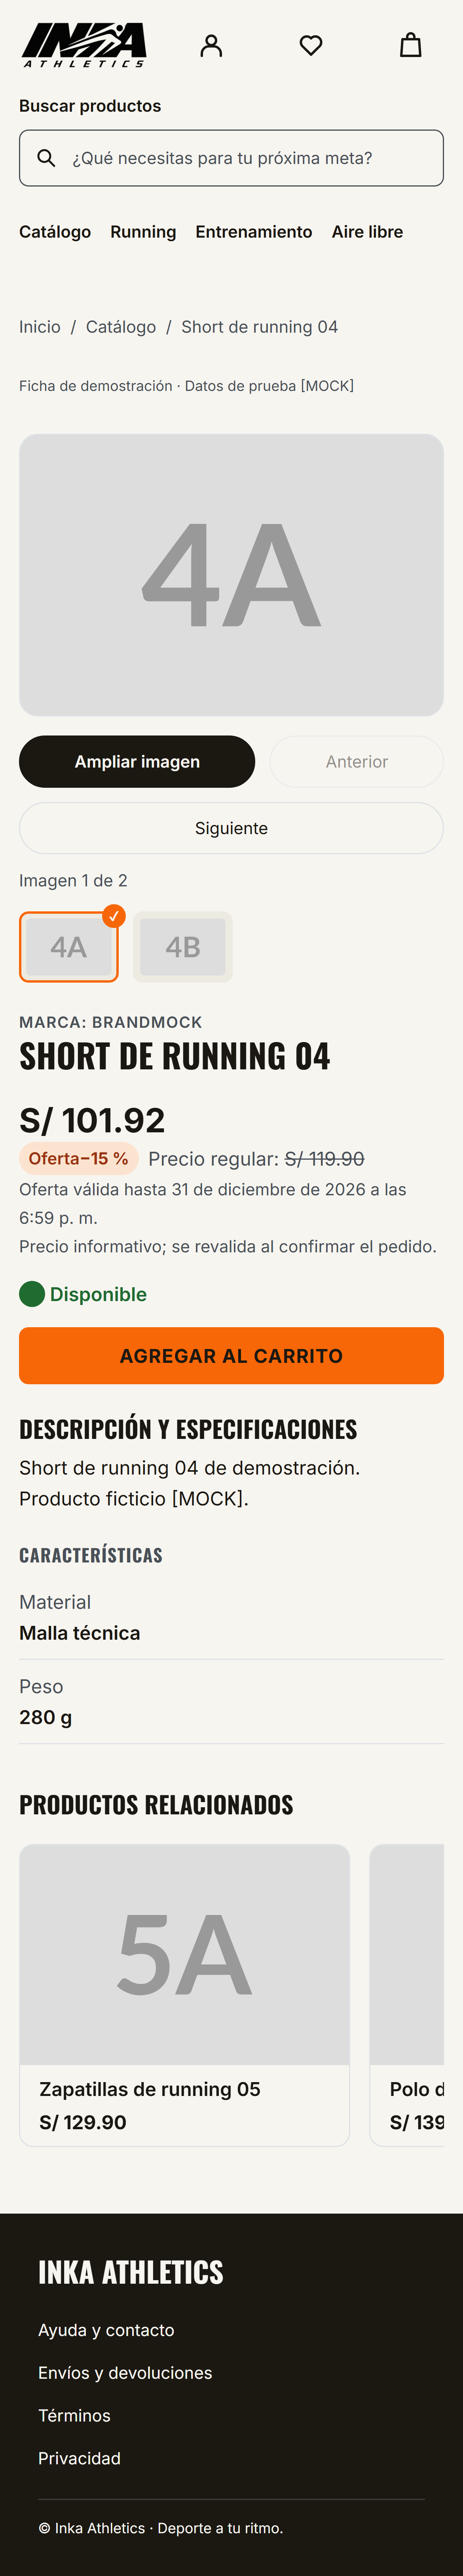 INKA
ATHLETICS
Buscar productos
¿Qué necesitas para tu próxima meta?
Catálogo Running Entrenamiento Aire libre
Inicio / Catálogo / Short de running 04
Ficha de demostración · Datos de prueba [MOCK]
4A
Ampliar imagen Anterior
Siguiente
Imagen 1 de 2
4A 4B
MARCA: BRANDMOCK
SHORT DE RUNNING 04
S/ 101.92
Oferta−15 % Precio regular: S/ 119.90
Oferta válida hasta 31 de diciembre de 2026 a las
6:59 p. m.
Precio informativo; se revalida al confirmar el pedido.
Disponible
AGREGAR AL CARRITO
DESCRIPCIÓN Y ESPECIFICACIONES
Short de running 04 de demostración.
Producto ficticio [MOCK].
CARACTERÍSTICAS
Material
Malla técnica
Peso
280 g
PRODUCTOS RELACIONADOS
5A
Zapatillas de running 05 Polo d
S/ 129.90 S/ 139
INKA ATHLETICS
Ayuda y contacto
Envíos y devoluciones
Términos
Privacidad
© Inka Athletics · Deporte a tu ritmo.